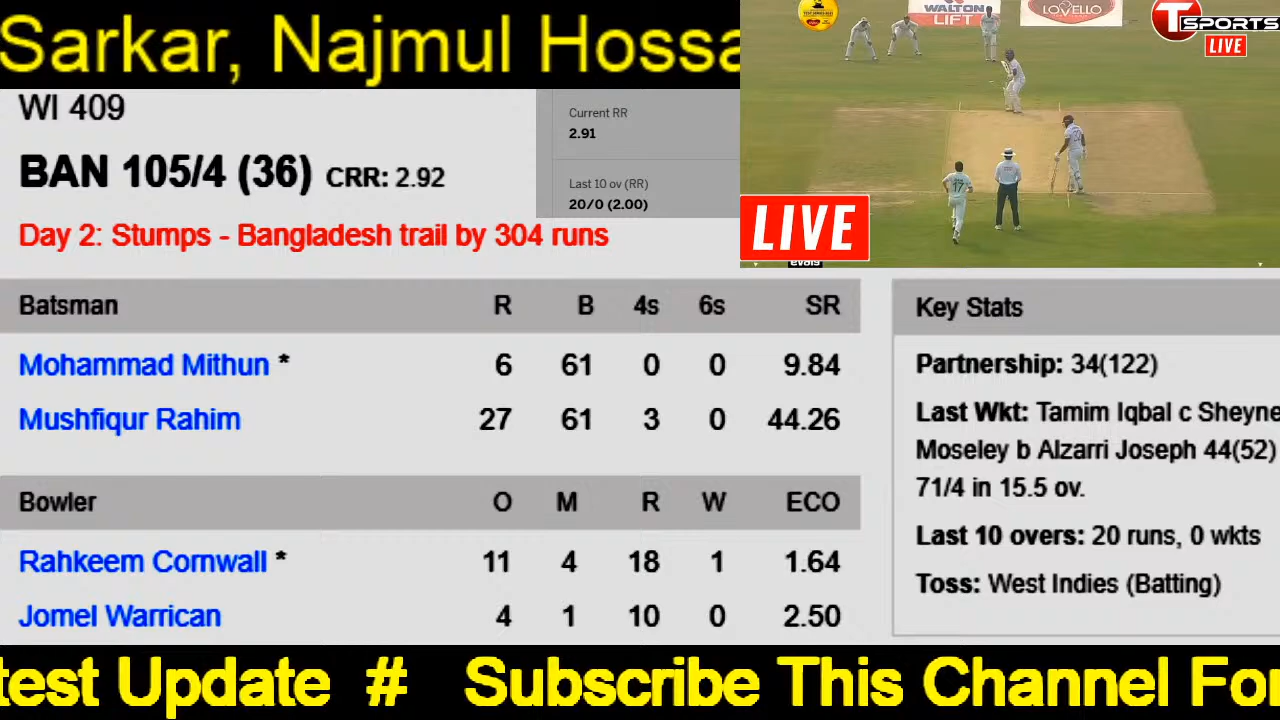 Sarkar, Najmul Hossa
WI 409
BAN 105/4 (36) CRR: 2.92
Day 2: Stumps - Bangladesh trail by 304 runs
Current RR
2.91
Last 10 ov (RR)
20/0 (2.00)
WALTON
LIFT
LOVELLO
T SPORTS
LIVE
17
LIVE
evaly
Batsman R B 4s 6s SR
Mohammad Mithun * 6 61 0 0 9.84
Mushfiqur Rahim 27 61 3 0 44.26
Bowler O M R W ECO
Rahkeem Cornwall * 11 4 18 1 1.64
Jomel Warrican 4 1 10 0 2.50
Key Stats
Partnership: 34(122)
Last Wkt: Tamim Iqbal c Sheyne
Moseley b Alzarri Joseph 44(52)
71/4 in 15.5 ov.
Last 10 overs: 20 runs, 0 wkts
Toss: West Indies (Batting)
test Update # Subscribe This Channel For